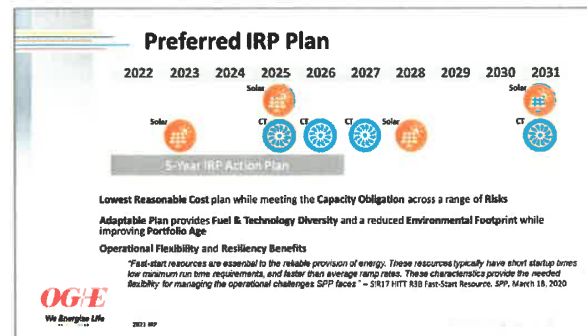 Preferred IRP Plan
2022 2023 2024 2025 2026 2027 2028 2029 2030 2031
Solar Solar
Solar CT CT CT Solar CT
5-Year IRP Action Plan
Lowest Reasonable Cost plan while meeting the Capacity Obligation across a range of Risks
Adaptable Plan provides Fuel & Technology Diversity and a reduced Environmental Footprint while
improving Portfolio Age
Operational Flexibility and Resiliency Benefits
"Fast-start resources are essential to the reliable provision of energy. These resources typically have short startup times
low minimum run time requirements, and faster than average ramp rates. These characteristics provide the needed
flexibility for managing the operational challenges SPP faces" – SIR17 HITT R3B Fast-Start Resource, SPP, March 18, 2020
OG&E
We Energize Life
2021 IRP